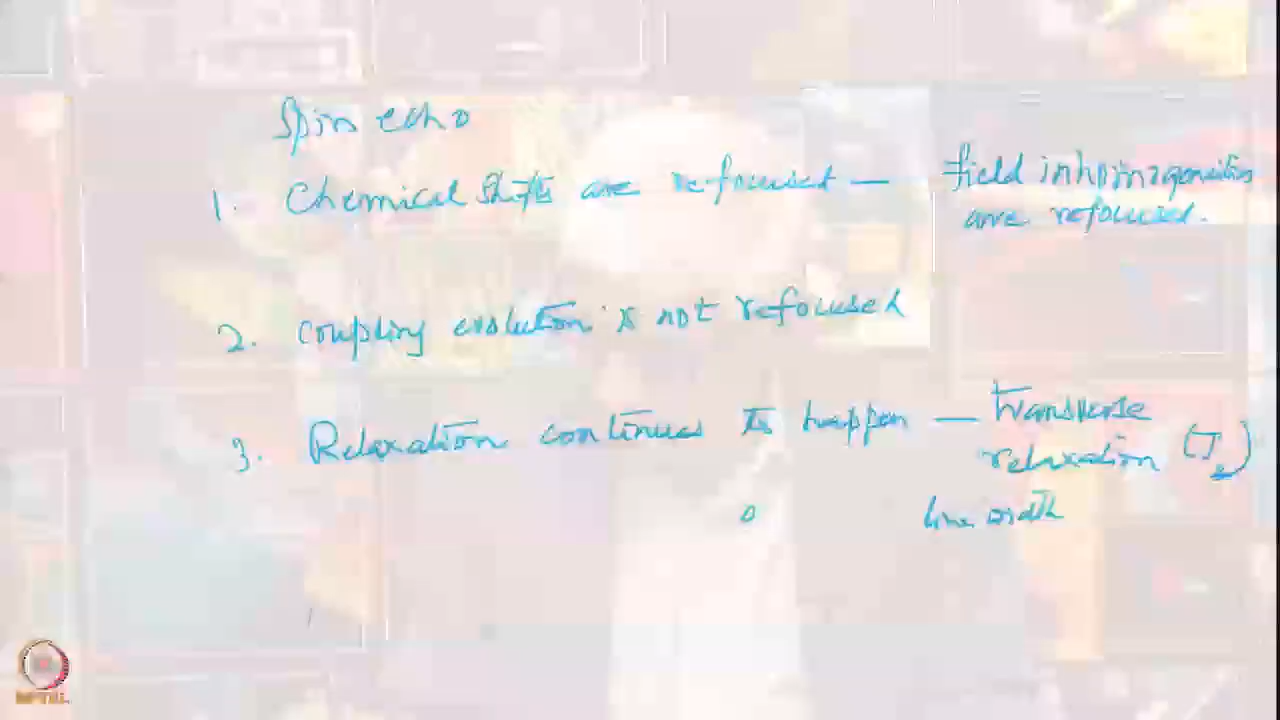 Spin echo
1. Chemical Shifts are refocused — field inhomogeneities
are refocused.
2. Coupling evolution is not refocused
3. Relaxation continues to happen — transverse
relaxation (T2)
line width
NPTEL